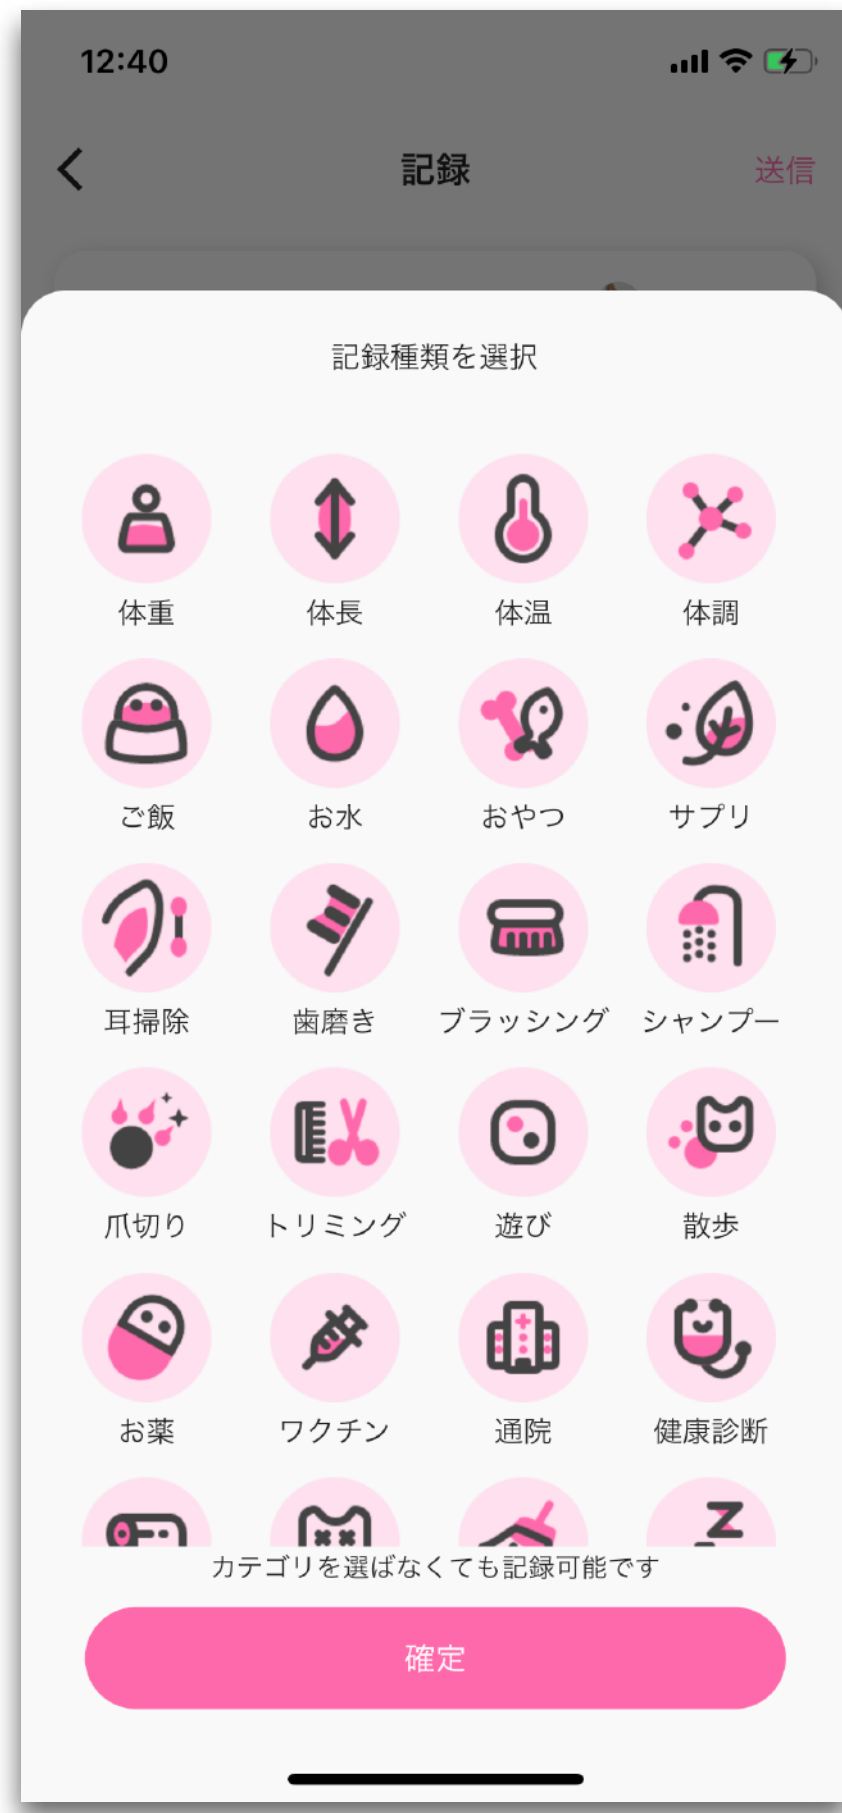 12:40
記録
送信
記録種類を選択
体重
体長
体温
体調
ご飯
お水
おやつ
サプリ
耳掃除
歯磨き
ブラッシング
シャンプー
爪切り
トリミング
遊び
散歩
お薬
ワクチン
通院
健康診断
カテゴリを選ばなくても記録可能です
確定